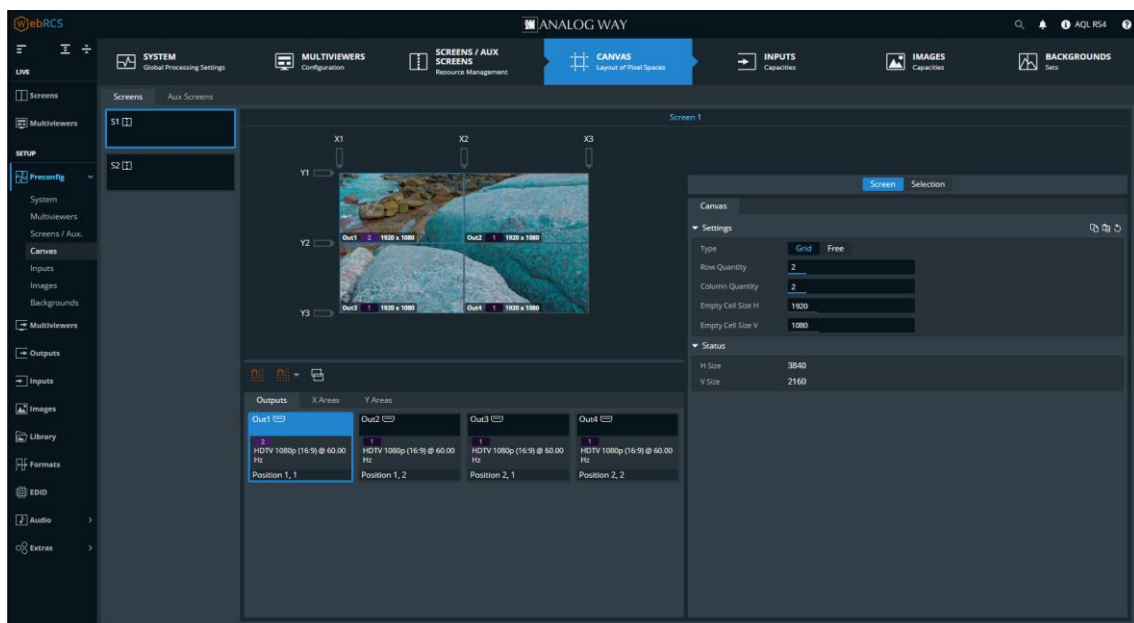 WebRCS
ANALOG WAY
AQL RS4
LIVE
Screens
Multiviewers
SETUP
Preconfig
System
Multiviewers
Screens / Aux.
Canvas
Inputs
Images
Backgrounds
Multiviewers
Outputs
Inputs
Images
Library
Formats
EDID
Audio
Extras
SYSTEM
Global Processing Settings
MULTIVIEWERS
Configuration
SCREENS / AUX
SCREENS
Resource Management
CANVAS
Layout of Pixel Spaces
INPUTS
Capacities
IMAGES
Capacities
BACKGROUNDS
Sets
Screens Aux Screens
S1
S2
Screen 1
X1 X2 X3
Y1
Y2
Y3
Out1 2 1920 x 1080
Out2 1 1920 x 1080
Out3 1 1920 x 1080
Out4 1 1920 x 1080
Outputs X Areas Y Areas
Out1
2
HDTV 1080p (16:9) @ 60.00
Hz
Position 1, 1
Out2
1
HDTV 1080p (16:9) @ 60.00
Hz
Position 1, 2
Out3
1
HDTV 1080p (16:9) @ 60.00
Hz
Position 2, 1
Out4
1
HDTV 1080p (16:9) @ 60.00
Hz
Position 2, 2
Screen Selection
Canvas
Settings
Type Grid Free
Row Quantity 2
Column Quantity 2
Empty Cell Size H 1920
Empty Cell Size V 1080
Status
H Size 3840
V Size 2160